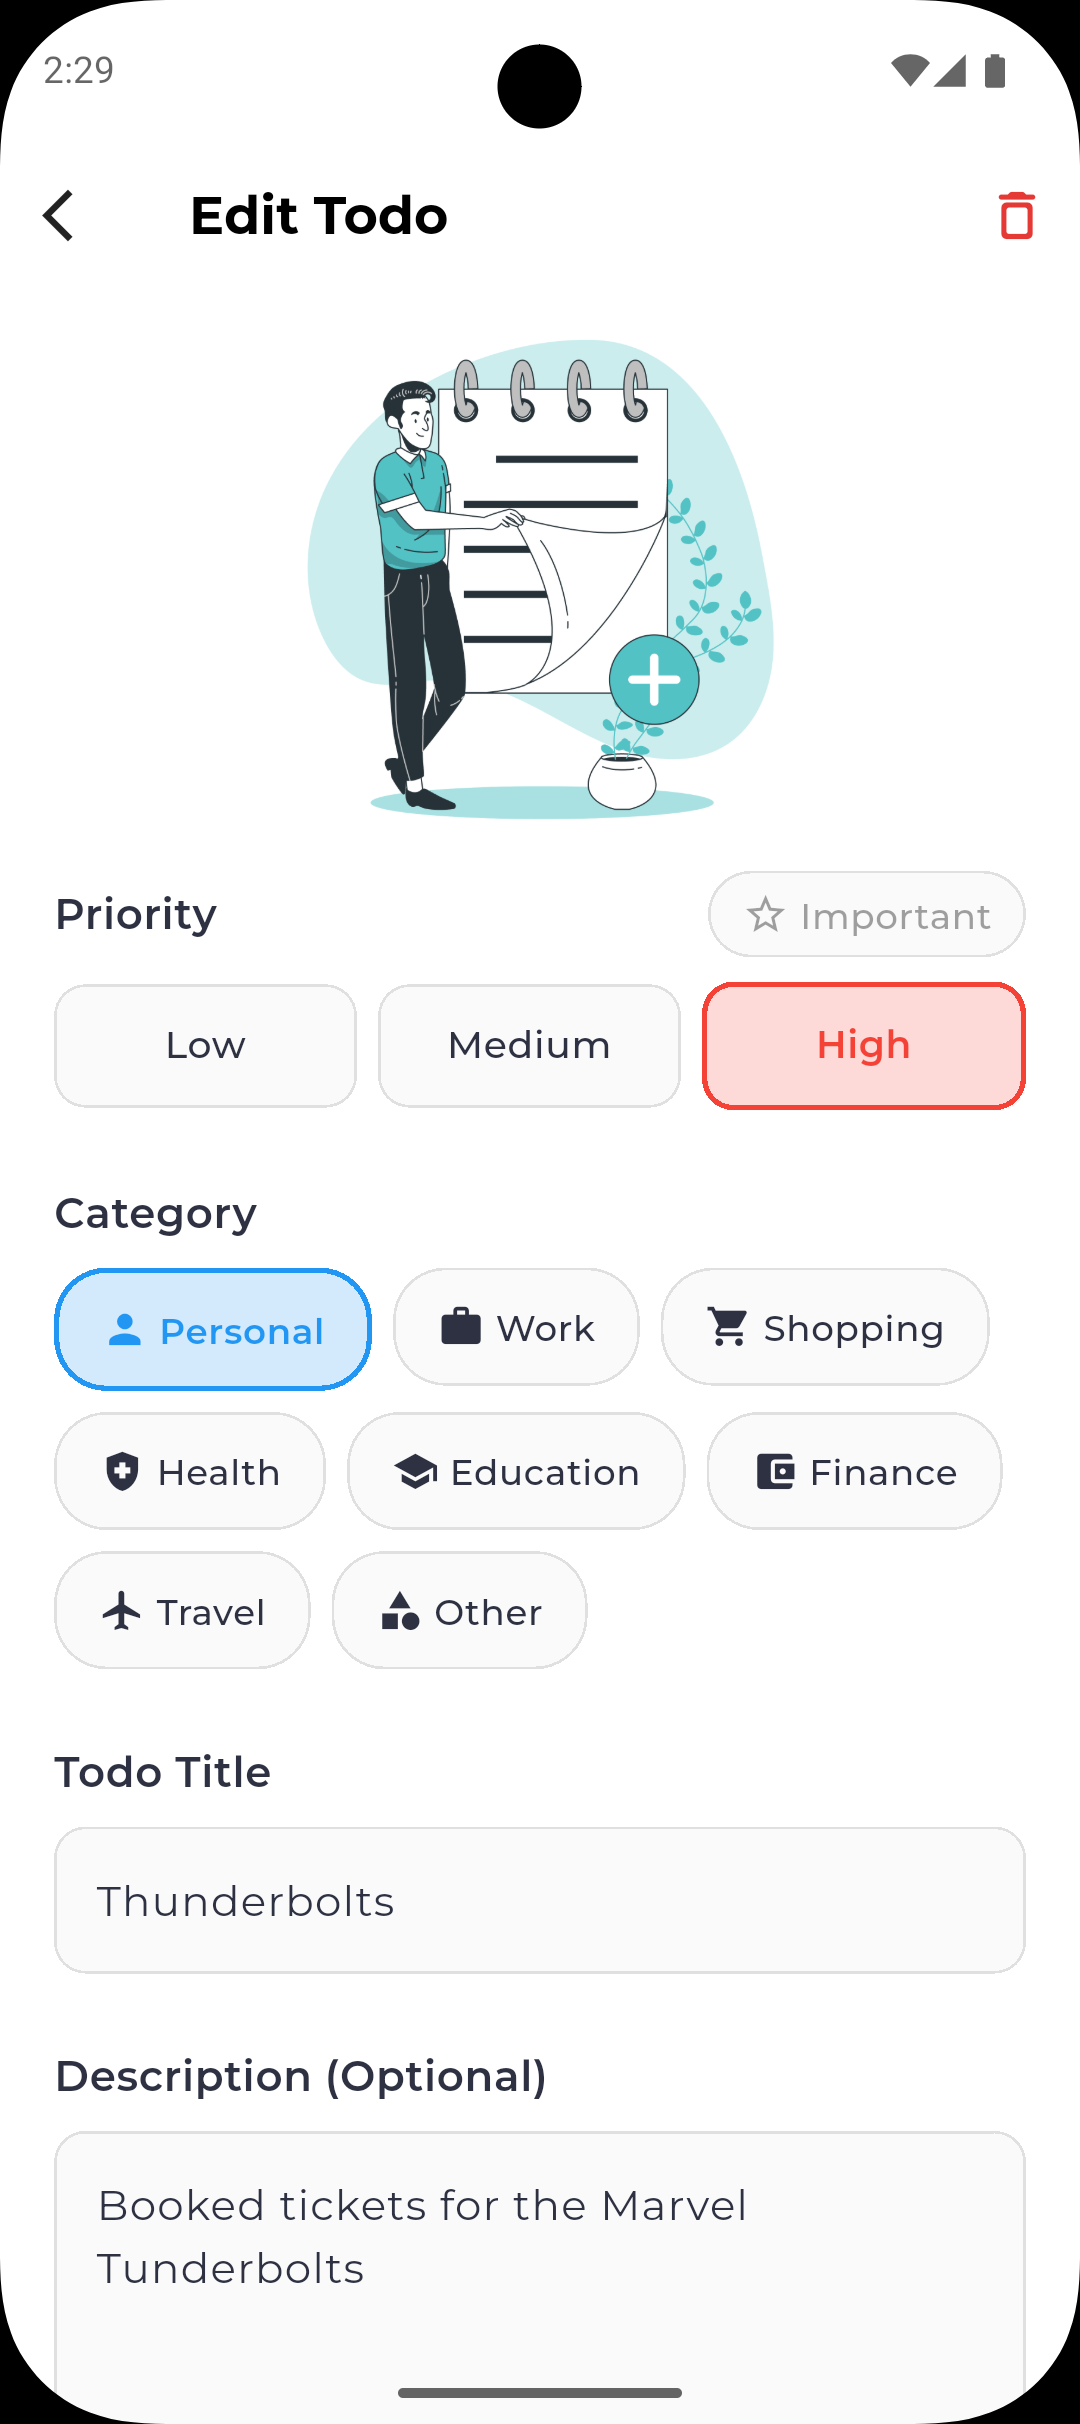 2:29
Edit Todo
Priority
Important
Low Medium High
Category
Personal Work Shopping
Health Education Finance
Travel Other
Todo Title
Thunderbolts
Description (Optional)
Booked tickets for the Marvel
Tunderbolts